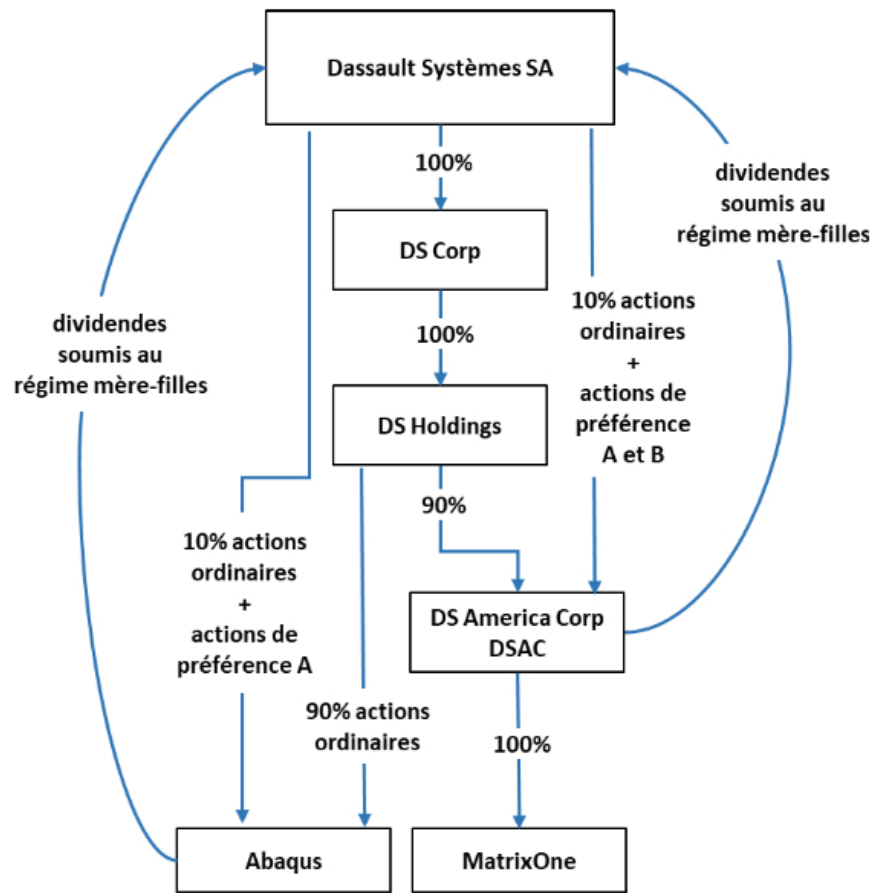 Dassault Systèmes SA
100%
dividendes
soumis au
régime mère-filles
DS Corp
10% actions
ordinaires
+
actions de
préférence
A et B
100%
dividendes
soumis au
régime mère-filles
DS Holdings
90%
10% actions
ordinaires
+
actions de
préférence A
DS America Corp
DSAC
90% actions
ordinaires
100%
Abaqus
MatrixOne